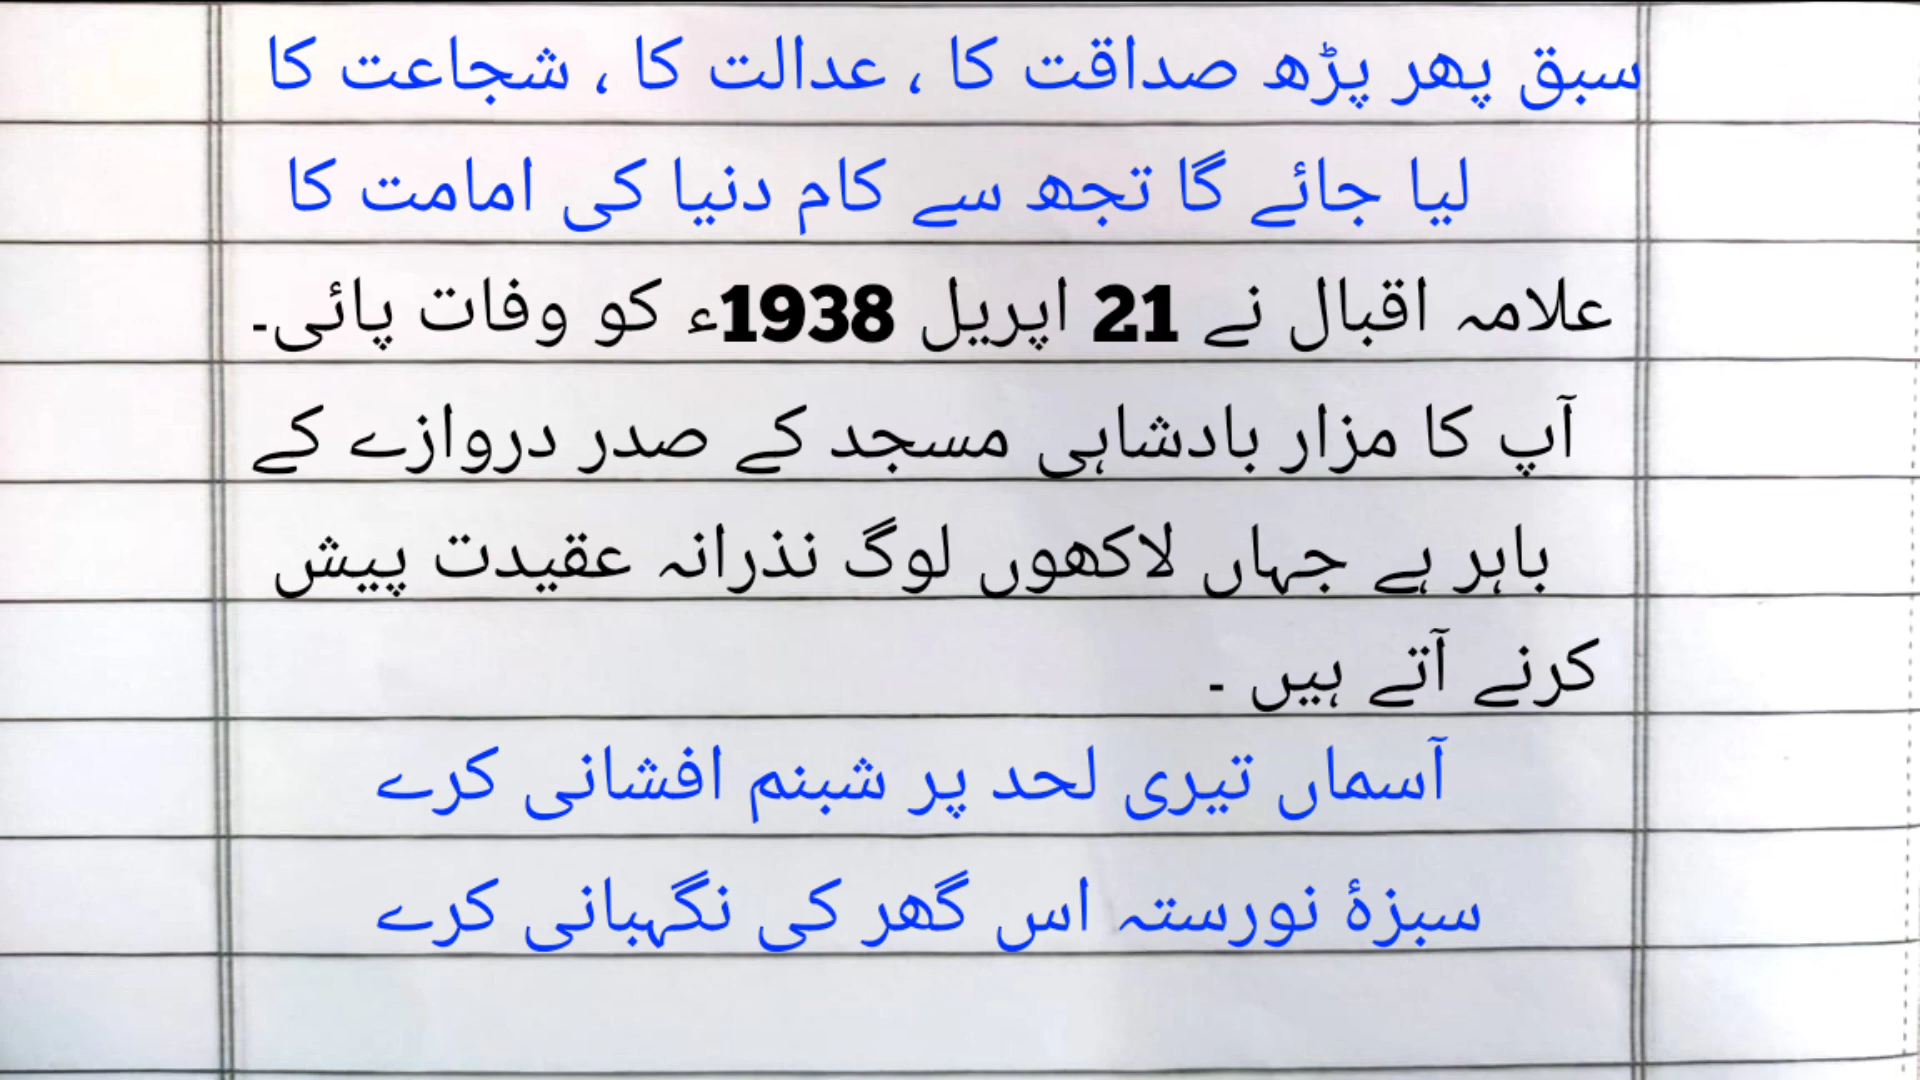 سبق پھر پڑھ صداقت کا ، عدالت کا ، شجاعت کا
لیا جائے گا تجھ سے کام دنیا کی امامت کا
علامہ اقبال نے 21 اپریل 1938ء کو وفات پائی۔
آپ کا مزار بادشاہی مسجد کے صدر دروازے کے
باہر ہے جہاں لاکھوں لوگ نذرانہ عقیدت پیش
کرنے آتے ہیں ۔
آسماں تیری لحد پر شبنم افشانی کرے
سبزۂ نورستہ اس گھر کی نگہبانی کرے